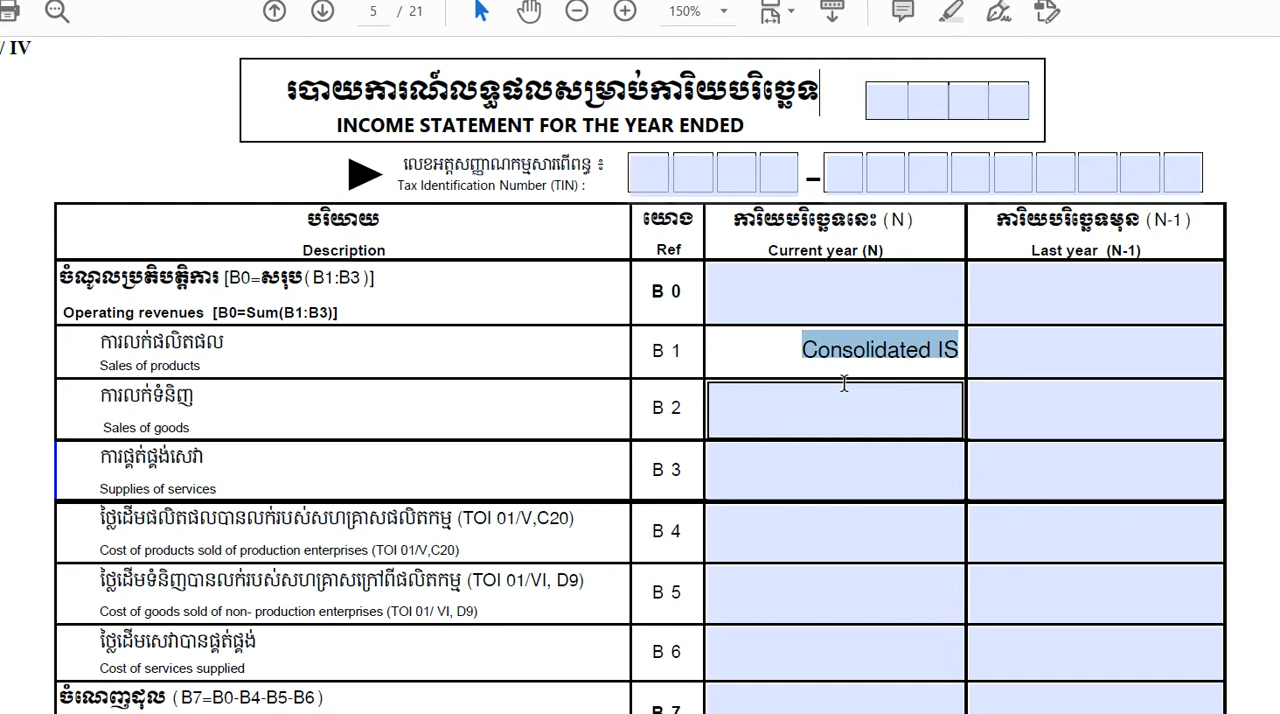 5 / 21 150%
/ IV
របាយការណ៍លទ្ធផលសម្រាប់ការិយបរិច្ឆេទ
INCOME STATEMENT FOR THE YEAR ENDED
លេខអត្តសញ្ញាណកម្មសារពើពន្ធ ៖
Tax Identification Number (TIN) :
បរិយាយ យោង ការិយបរិច្ឆេទនេះ (N) ការិយបរិច្ឆេទមុន (N-1)
Description Ref Current year (N) Last year (N-1)
ចំណូលប្រតិបត្តិការ [B0=សរុប(B1:B3)]
Operating revenues [B0=Sum(B1:B3)] B 0
ការលក់ផលិតផល
Sales of products B 1 Consolidated IS
ការលក់ទំនិញ
Sales of goods B 2
ការផ្គត់ផ្គង់សេវា
Supplies of services B 3
ថ្លៃដើមផលិតផលបានលក់របស់សហគ្រាសផលិតកម្ម (TOI 01/V,C20)
Cost of products sold of production enterprises (TOI 01/V,C20) B 4
ថ្លៃដើមទំនិញបានលក់របស់សហគ្រាសក្រៅពីផលិតកម្ម (TOI 01/VI, D9)
Cost of goods sold of non- production enterprises (TOI 01/ VI, D9) B 5
ថ្លៃដើមសេវាបានផ្គត់ផ្គង់
Cost of services supplied B 6
ចំណេញដុល (B7=B0-B4-B5-B6) B 7